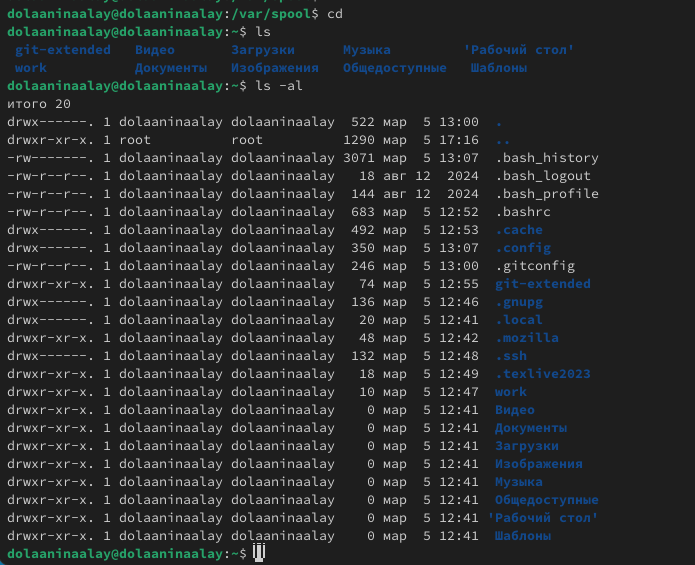 dolaaninaalay@dolaaninaalay:/var/spool$ cd
dolaaninaalay@dolaaninaalay:~$ ls
git-extended Видео Загрузки Музыка 'Рабочий стол'
work Документы Изображения Общедоступные Шаблоны
dolaaninaalay@dolaaninaalay:~$ ls -al
итого 20
drwx------. 1 dolaaninaalay dolaaninaalay 522 мар 5 13:00 .
drwxr-xr-x. 1 root root 1290 мар 5 17:16 ..
-rw-------. 1 dolaaninaalay dolaaninaalay 3071 мар 5 13:07 .bash_history
-rw-r--r--. 1 dolaaninaalay dolaaninaalay 18 авг 12 2024 .bash_logout
-rw-r--r--. 1 dolaaninaalay dolaaninaalay 144 авг 12 2024 .bash_profile
-rw-r--r--. 1 dolaaninaalay dolaaninaalay 683 мар 5 12:52 .bashrc
drwx------. 1 dolaaninaalay dolaaninaalay 492 мар 5 12:53 .cache
drwx------. 1 dolaaninaalay dolaaninaalay 350 мар 5 13:07 .config
-rw-r--r--. 1 dolaaninaalay dolaaninaalay 246 мар 5 13:00 .gitconfig
drwxr-xr-x. 1 dolaaninaalay dolaaninaalay 74 мар 5 12:55 git-extended
drwx------. 1 dolaaninaalay dolaaninaalay 136 мар 5 12:46 .gnupg
drwx------. 1 dolaaninaalay dolaaninaalay 20 мар 5 12:41 .local
drwxr-xr-x. 1 dolaaninaalay dolaaninaalay 48 мар 5 12:42 .mozilla
drwx------. 1 dolaaninaalay dolaaninaalay 132 мар 5 12:48 .ssh
drwxr-xr-x. 1 dolaaninaalay dolaaninaalay 18 мар 5 12:49 .texlive2023
drwxr-xr-x. 1 dolaaninaalay dolaaninaalay 10 мар 5 12:47 work
drwxr-xr-x. 1 dolaaninaalay dolaaninaalay 0 мар 5 12:41 Видео
drwxr-xr-x. 1 dolaaninaalay dolaaninaalay 0 мар 5 12:41 Документы
drwxr-xr-x. 1 dolaaninaalay dolaaninaalay 0 мар 5 12:41 Загрузки
drwxr-xr-x. 1 dolaaninaalay dolaaninaalay 0 мар 5 12:41 Изображения
drwxr-xr-x. 1 dolaaninaalay dolaaninaalay 0 мар 5 12:41 Музыка
drwxr-xr-x. 1 dolaaninaalay dolaaninaalay 0 мар 5 12:41 Общедоступные
drwxr-xr-x. 1 dolaaninaalay dolaaninaalay 0 мар 5 12:41 'Рабочий стол'
drwxr-xr-x. 1 dolaaninaalay dolaaninaalay 0 мар 5 12:41 Шаблоны
dolaaninaalay@dolaaninaalay:~$